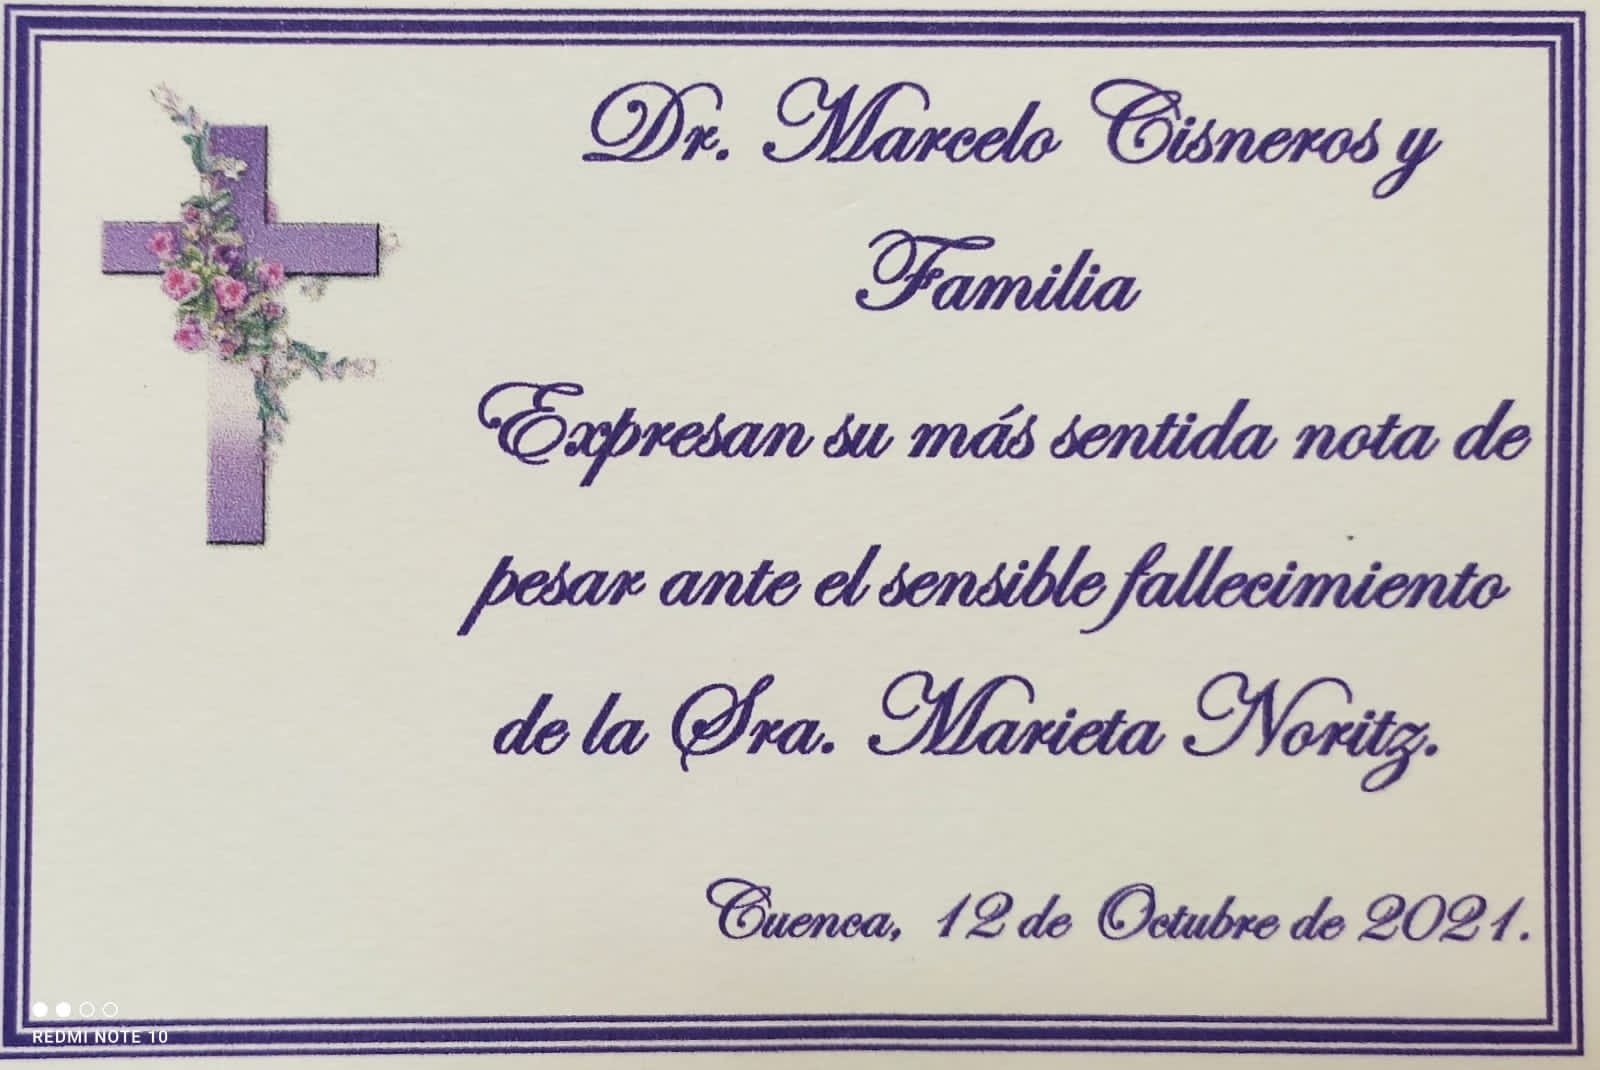 Dr. Marcelo Cisneros y
Familia
Expresan su más sentida nota de
pesar ante el sensible fallecimiento
de la Sra. Marieta Noritz.
Cuenca, 12 de Octubre de 2021.
REDMI NOTE 10